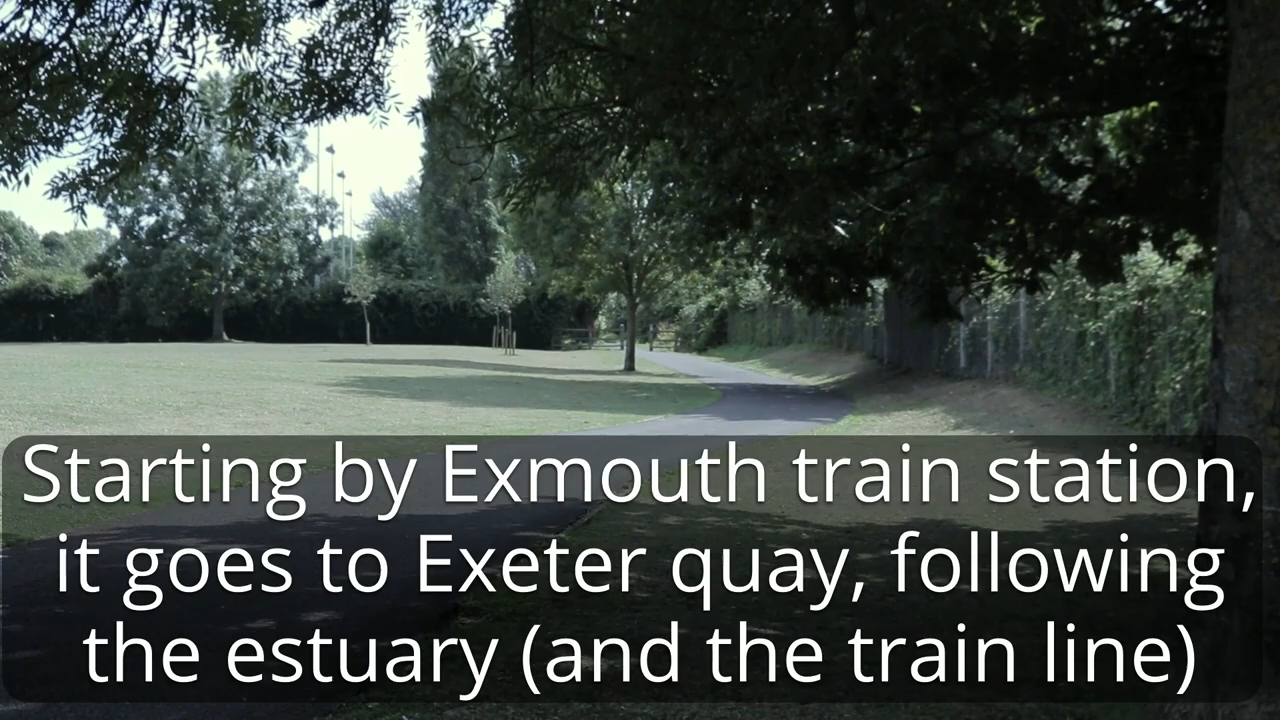 Starting by Exmouth train station,
it goes to Exeter quay, following
the estuary (and the train line)